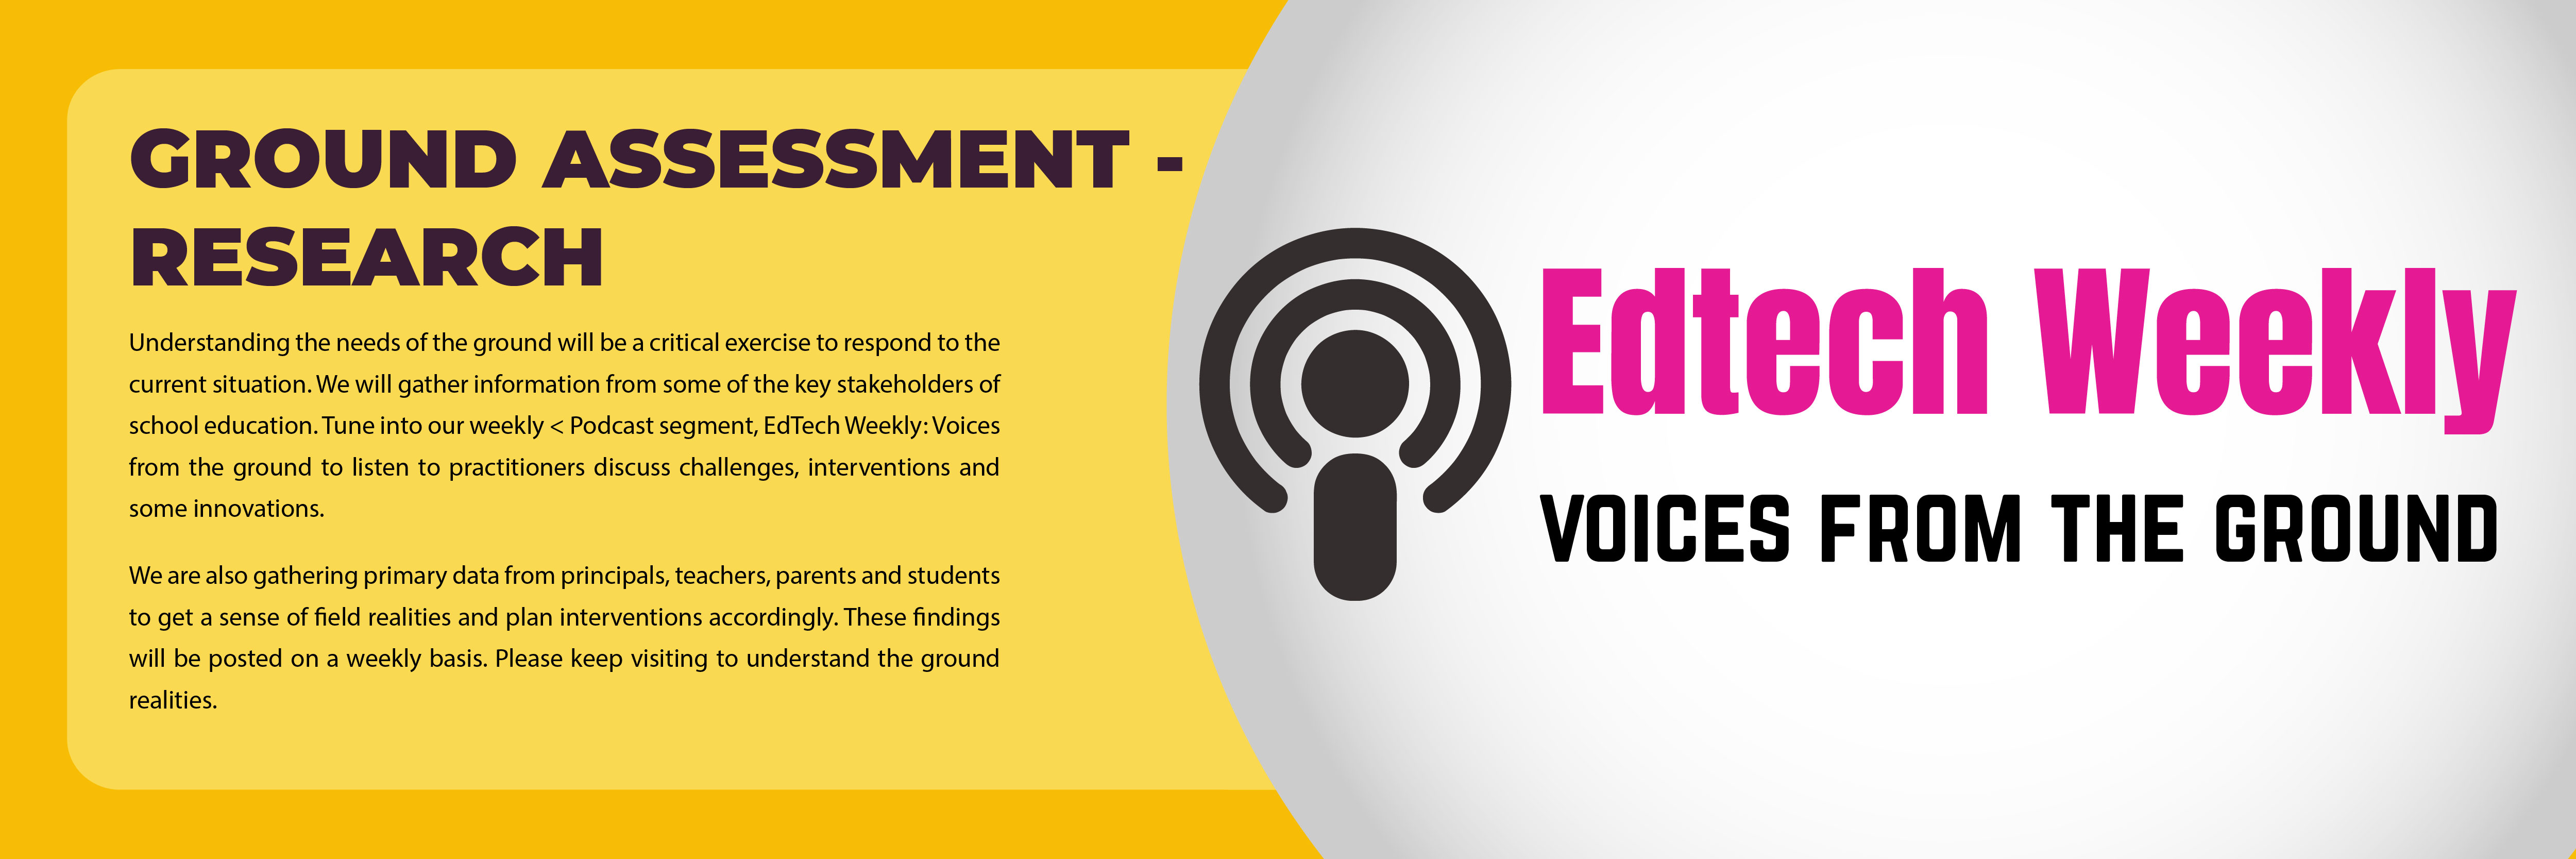 GROUND ASSESSMENT -
RESEARCH
Understanding the needs of the ground will be a critical exercise to respond to the
current situation. We will gather information from some of the key stakeholders of
school education. Tune into our weekly < Podcast segment, EdTech Weekly: Voices
from the ground to listen to practitioners discuss challenges, interventions and
some innovations.
We are also gathering primary data from principals, teachers, parents and students
to get a sense of field realities and plan interventions accordingly. These findings
will be posted on a weekly basis. Please keep visiting to understand the ground
realities.
Edtech Weekly
VOICES FROM THE GROUND